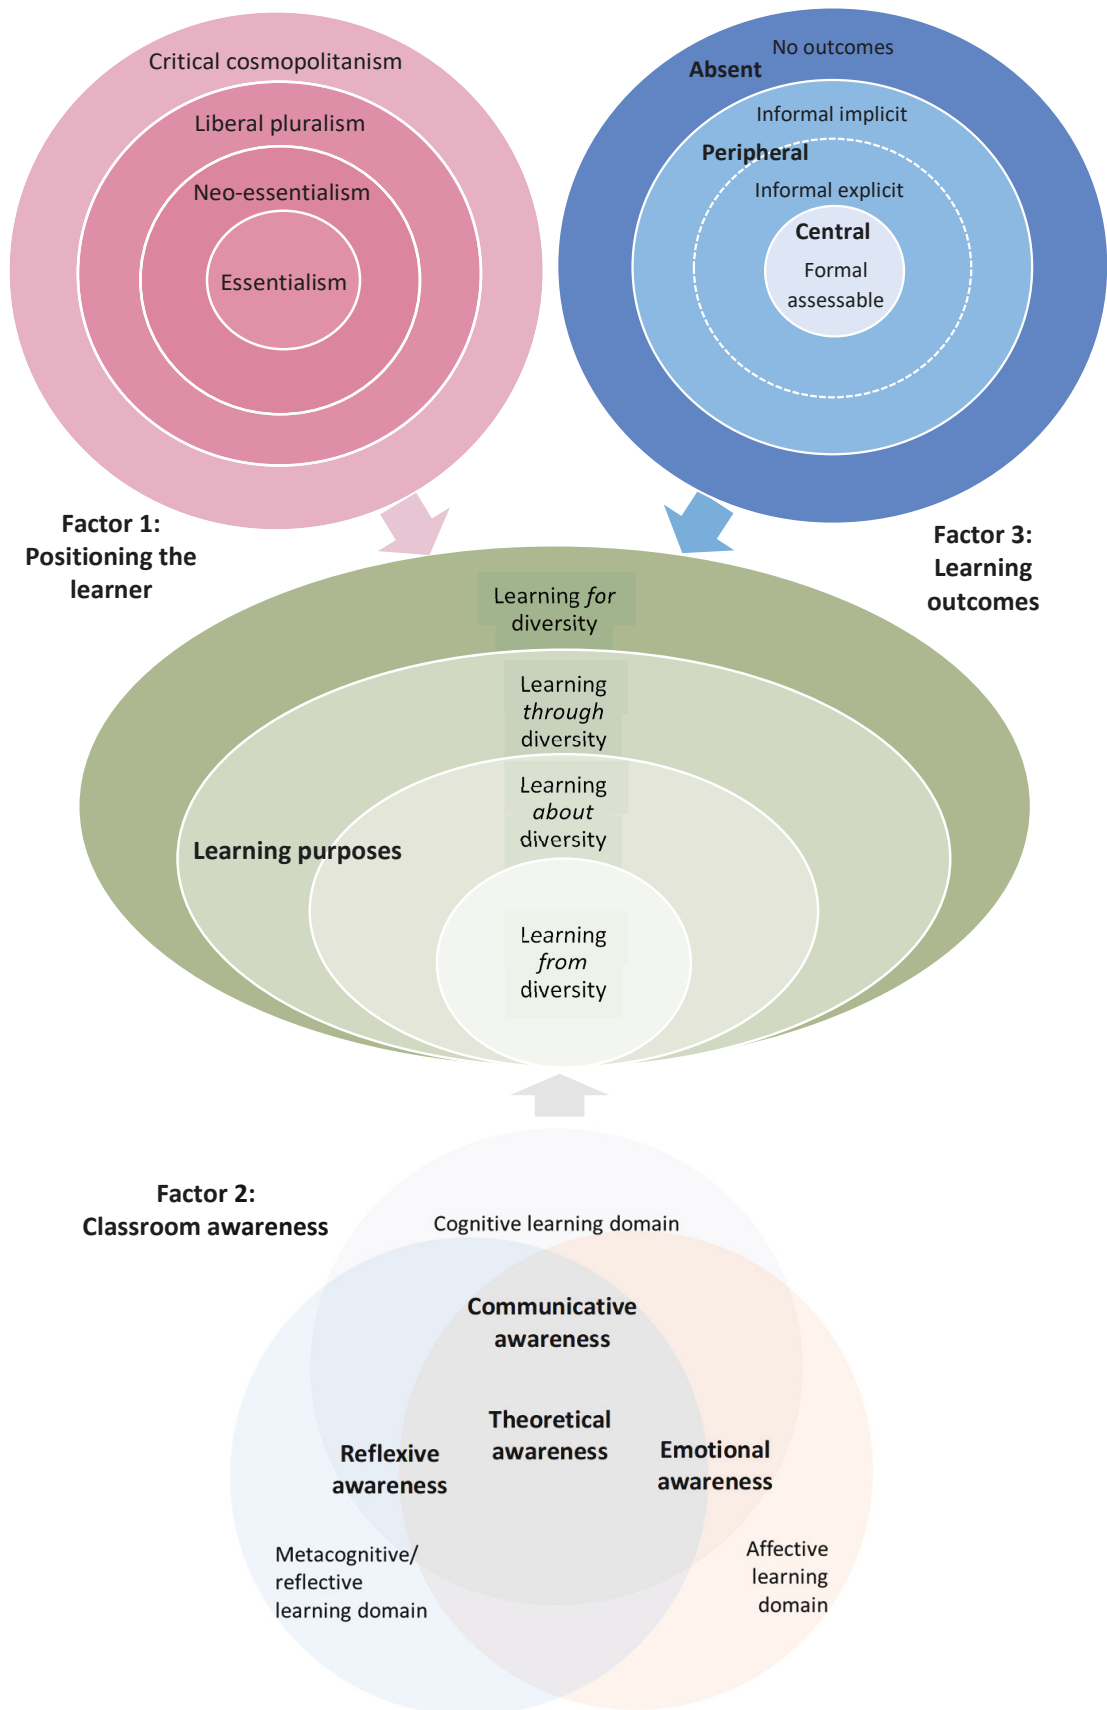 Critical cosmopolitanism
Liberal pluralism
Neo-essentialism
Essentialism
No outcomes
Absent
Informal implicit
Peripheral
Informal explicit
Central
Formal
assessable
Factor 1:
Positioning the
learner
Factor 3:
Learning
outcomes
Learning for
diversity
Learning
through
diversity
Learning
about
diversity
Learning purposes
Learning
from
diversity
Factor 2:
Classroom awareness
Cognitive learning domain
Communicative
awareness
Theoretical
awareness
Reflexive
awareness
Emotional
awareness
Metacognitive/
reflective
learning domain
Affective
learning
domain